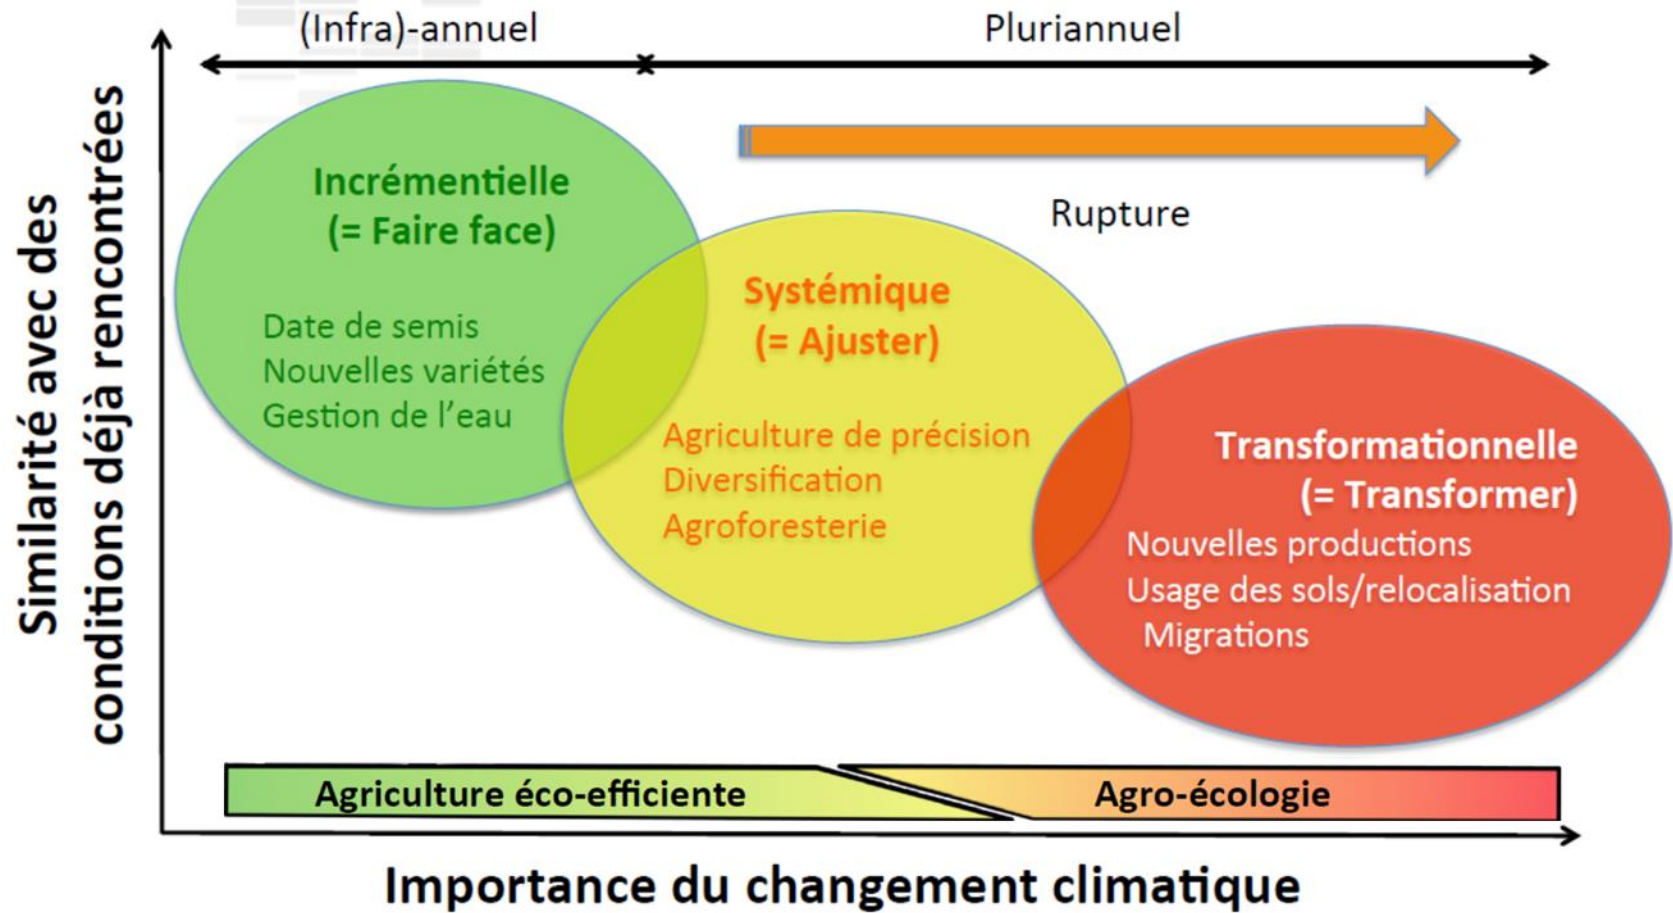 (Infra)-annuel
Pluriannuel
Similarité avec des
conditions déjà rencontrées
Rupture
Incrémentielle
(= Faire face)
Date de semis
Nouvelles variétés
Gestion de l’eau
Systémique
(= Ajuster)
Agriculture de précision
Diversification
Agroforesterie
Transformationnelle
(= Transformer)
Nouvelles productions
Usage des sols/relocalisation
Migrations
Agriculture éco-efficiente
Agro-écologie
Importance du changement climatique